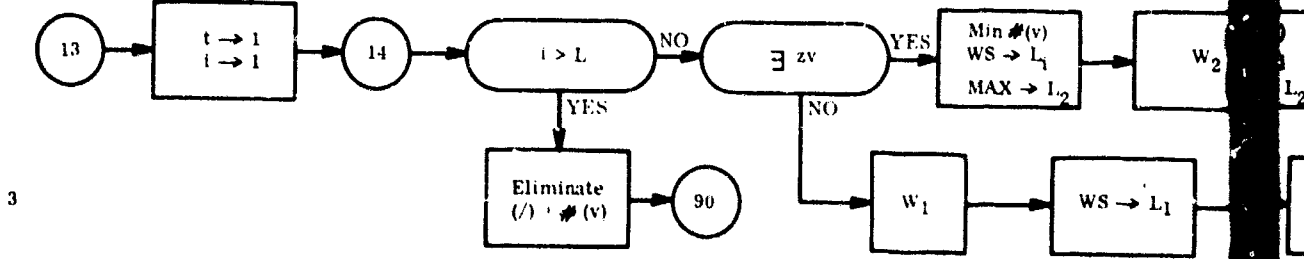 13
t → 1
i → 1
14
i > L
NO
∃ zv
YES
Min #(v)
WS → Lᵢ
MAX → L₂
W₂
L₂
YES
NO
3
Eliminate
(/) + #(v)
90
W₁
WS → L₁